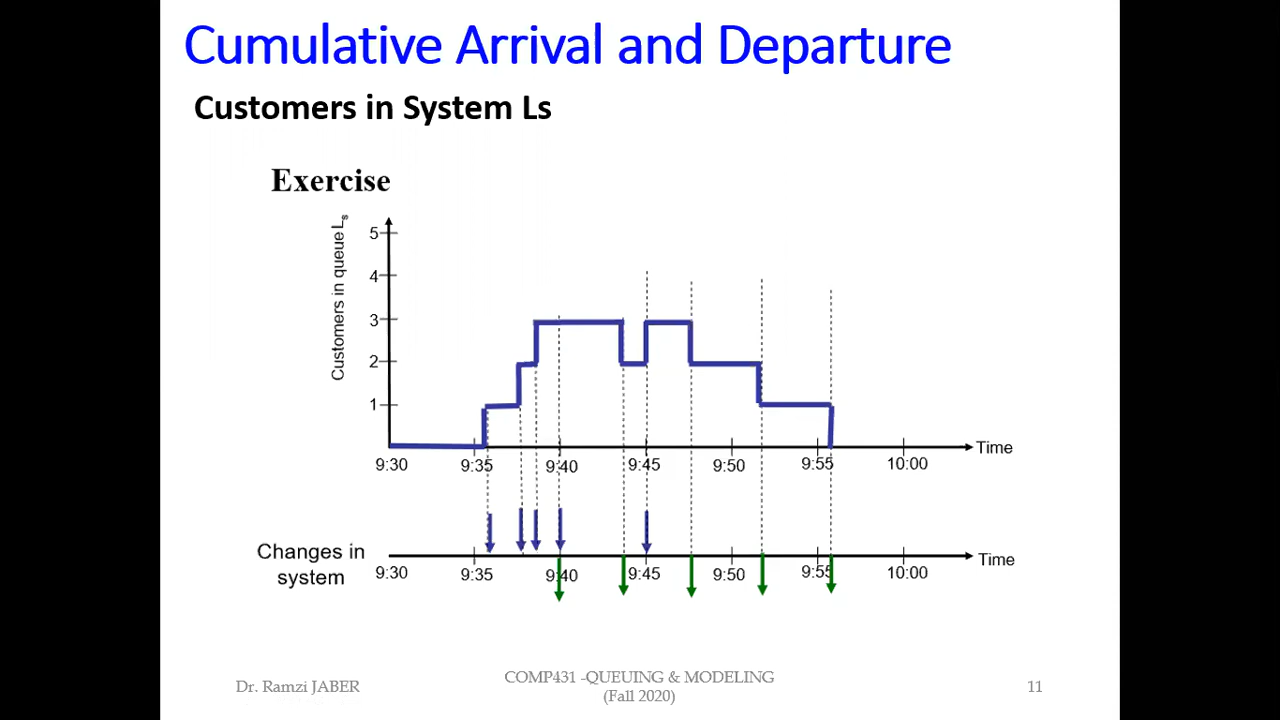 Cumulative Arrival and Departure
Customers in System Ls
Exercise
Customers in queue Ls
5
4
3
2
1
Time
9:30 9:35 9:40 9:45 9:50 9:55 10:00
Changes in
system
Time
9:30 9:35 9:40 9:45 9:50 9:55 10:00
Dr. Ramzi JABER
COMP431 -QUEUING & MODELING
(Fall 2020)
11